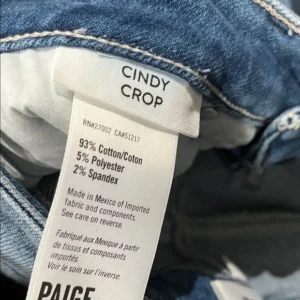 CINDY
CROP
RN#27002 CA#51217
93% Cotton/Coton
5% Polyester
2% Spandex
Made in Mexico of Imported
fabric and components.
See care on reverse.
Fabriqué aux Mexique à partir
de tissus et composants
importés
Voir le soin sur l'inverse.
PAIGE